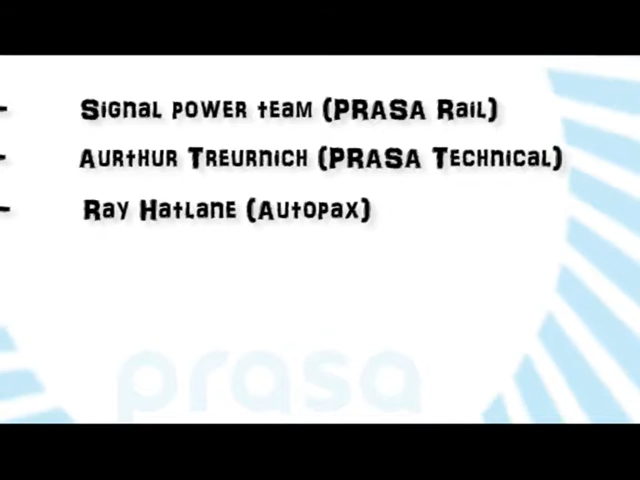 - Signal power team (PRASA Rail)
- Aurthur Treurnich (PRASA Technical)
- Ray Hatlane (Autopax)
prasa